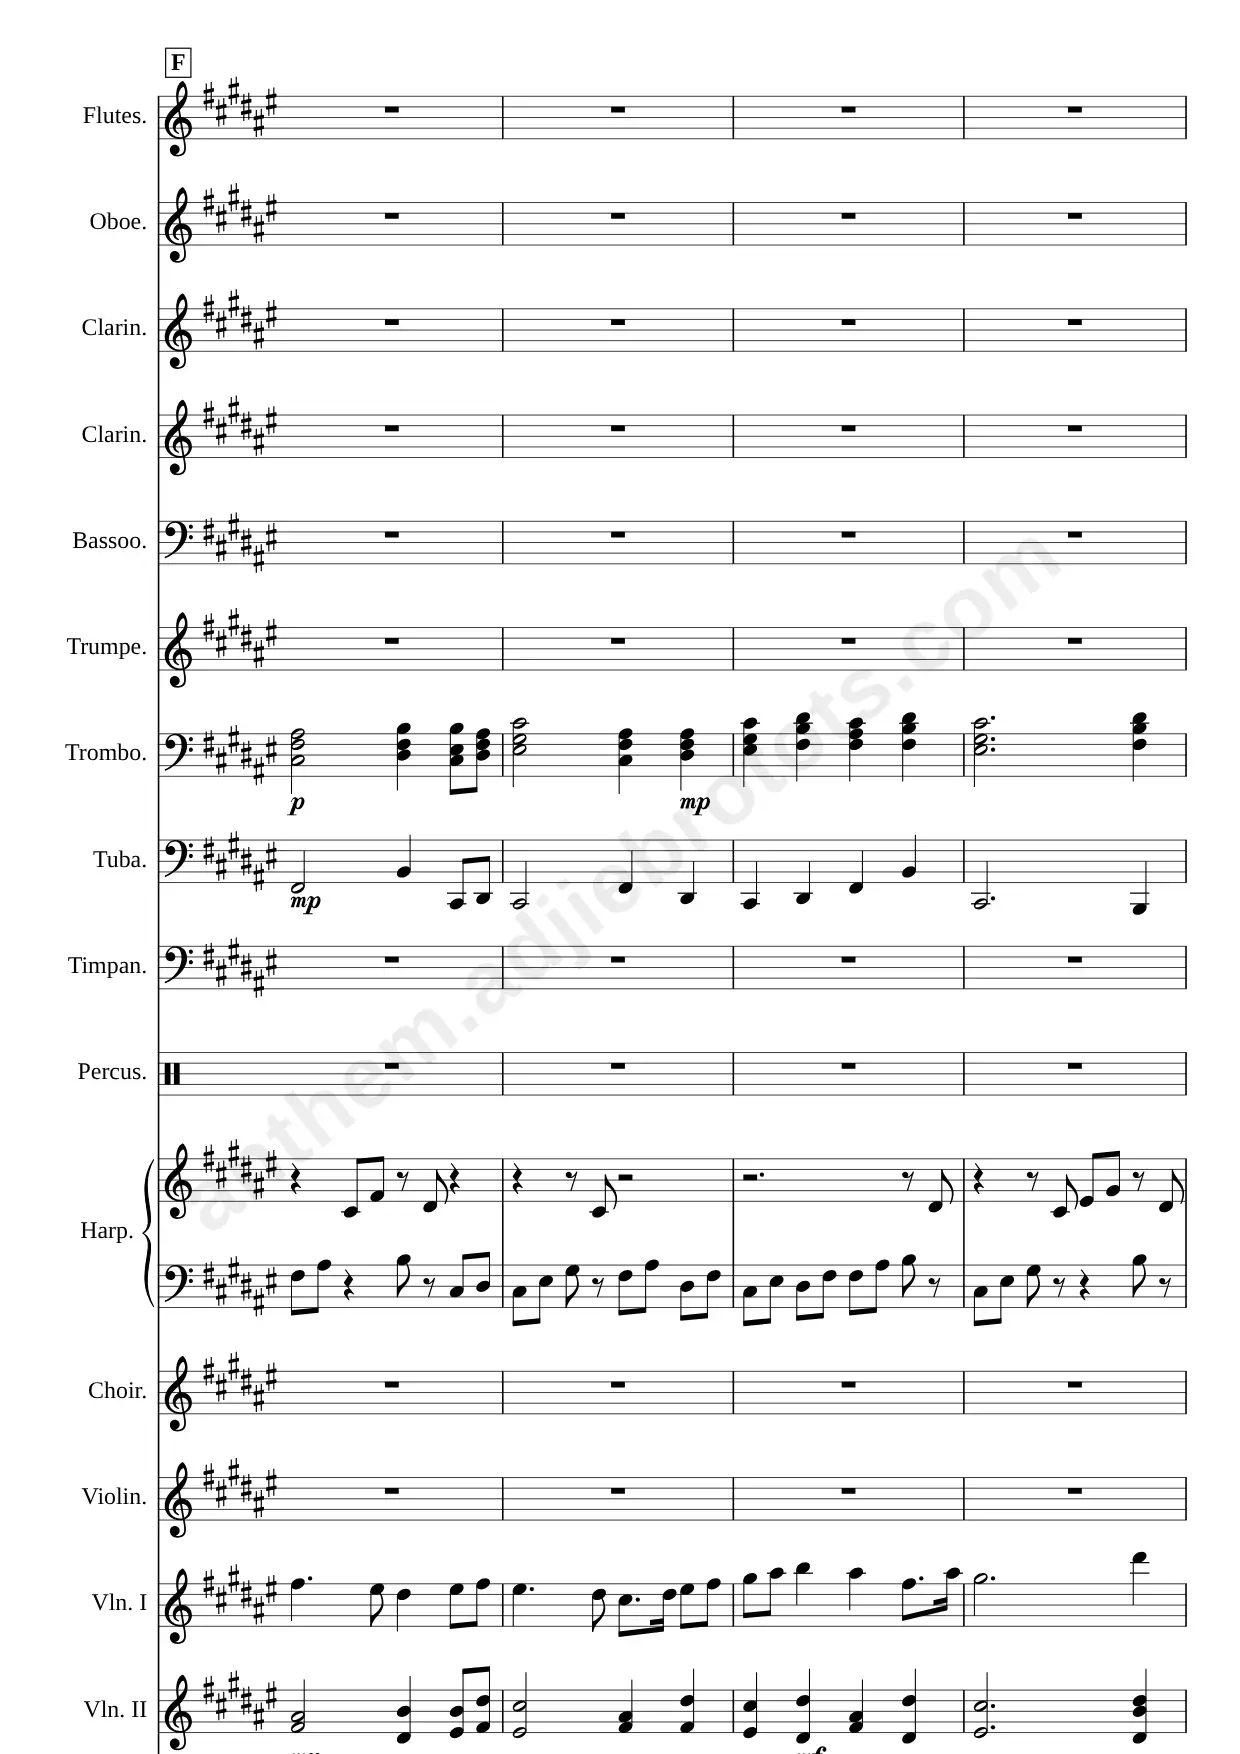 F
Flutes.
Oboe.
Clarin.
Clarin.
Bassoo.
Trumpe.
Trombo.
p
mp
Tuba.
mp
Timpan.
Percus.
Harp.
Choir.
Violin.
Vln. I
Vln. II
anthem.adjiebrotots.com